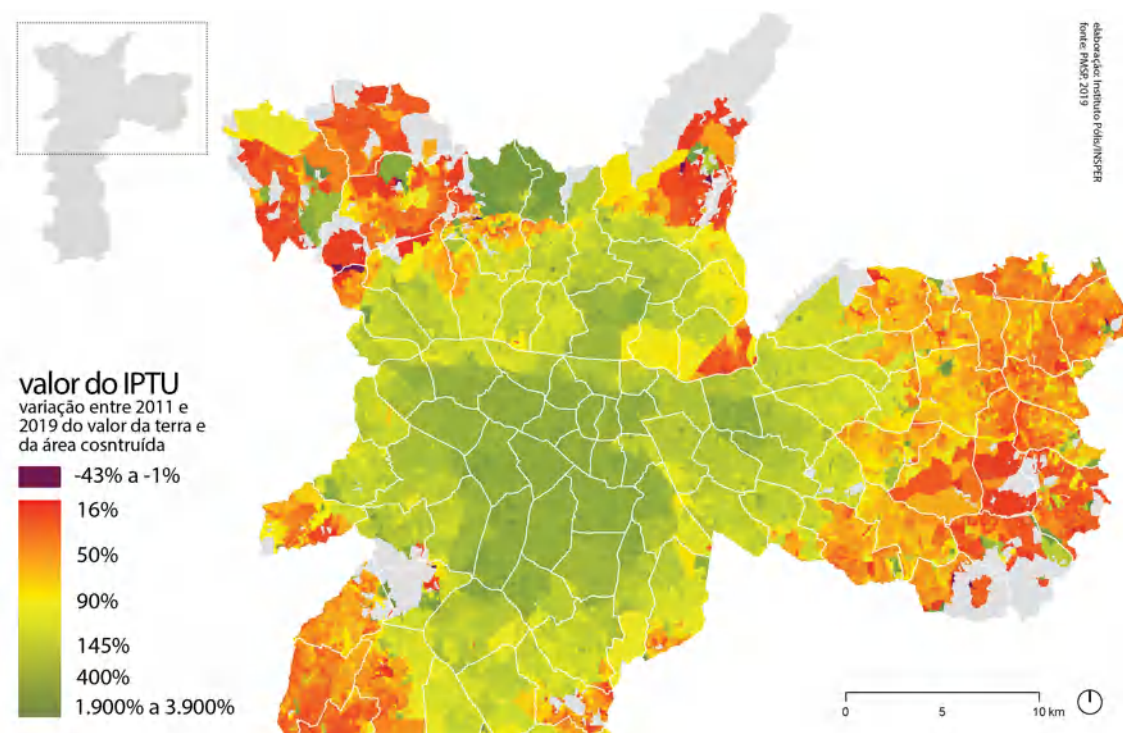 elaboração: Instituto Pólis/INSPER
fonte: PMSP, 2019
valor do IPTU
variação entre 2011 e
2019 do valor da terra e
da área cosntruída
-43% a -1%
16%
50%
90%
145%
400%
1.900% a 3.900%
0 5 10 km